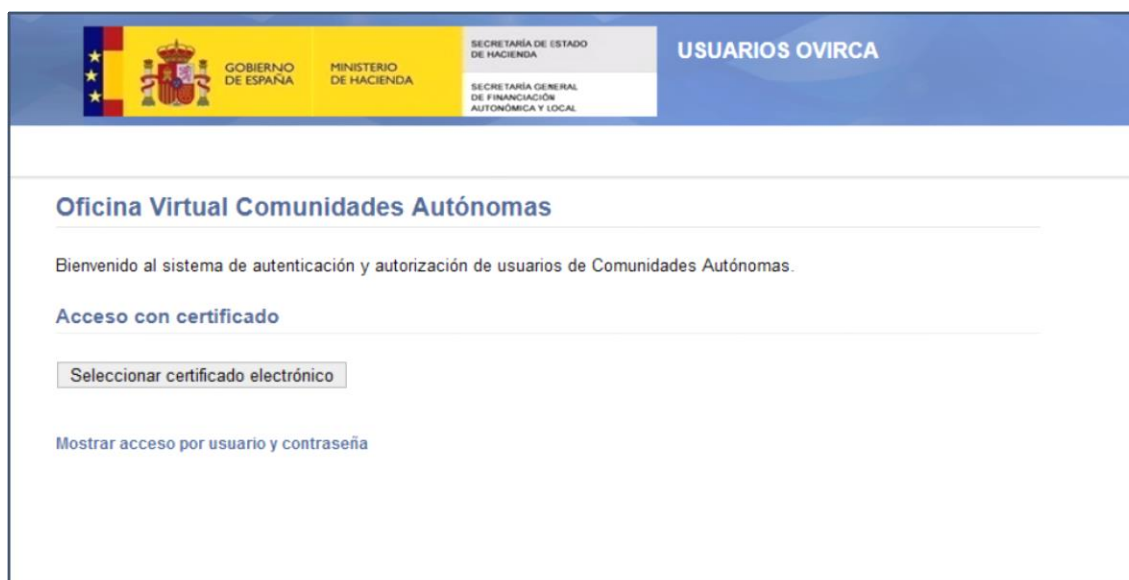 GOBIERNO
DE ESPAÑA
MINISTERIO
DE HACIENDA
SECRETARÍA DE ESTADO
DE HACIENDA
SECRETARÍA GENERAL
DE FINANCIACIÓN
AUTONÓMICA Y LOCAL
USUARIOS OVIRCA
Oficina Virtual Comunidades Autónomas
Bienvenido al sistema de autenticación y autorización de usuarios de Comunidades Autónomas.
Acceso con certificado
Seleccionar certificado electrónico
Mostrar acceso por usuario y contraseña